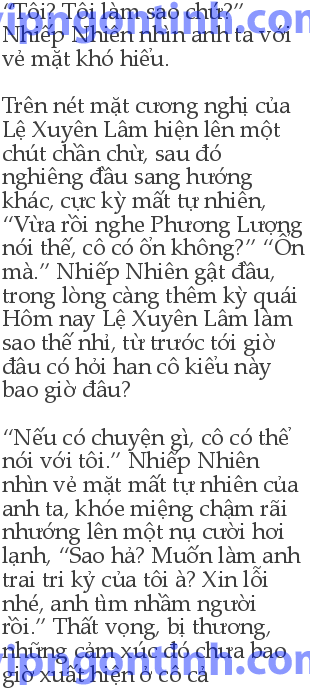 “Tôi? Tôi làm sao chứ?”
Nhiếp Nhiên nhìn anh ta với
vẻ mặt khó hiểu.
Trên nét mặt cương nghị của
Lệ Xuyên Lâm hiện lên một
chút chần chừ, sau đó
nghiêng đầu sang hướng
khác, cực kỳ mất tự nhiên,
“Vừa rồi nghe Phương Lượng
nói thế, cô có ổn không?” “Ổn
mà.” Nhiếp Nhiên gật đầu,
trong lòng càng thêm kỳ quái
Hôm nay Lệ Xuyên Lâm làm
sao thế nhỉ, từ trước tới giờ
đâu có hỏi han cô kiểu này
bao giờ đâu?
“Nếu có chuyện gì, cô có thể
nói với tôi.” Nhiếp Nhiên
nhìn vẻ mặt mất tự nhiên của
anh ta, khóe miệng chậm rãi
nhướng lên một nụ cười hơi
lạnh, “Sao hả? Muốn làm anh
trai tri kỷ của tôi à? Xin lỗi
nhé, anh tìm nhầm người
rồi.” Thất vọng, bị thương,
những cảm xúc đó chưa bao
giờ xuất hiện ở cô cả
vipngontinh.com
vipngontinh.com